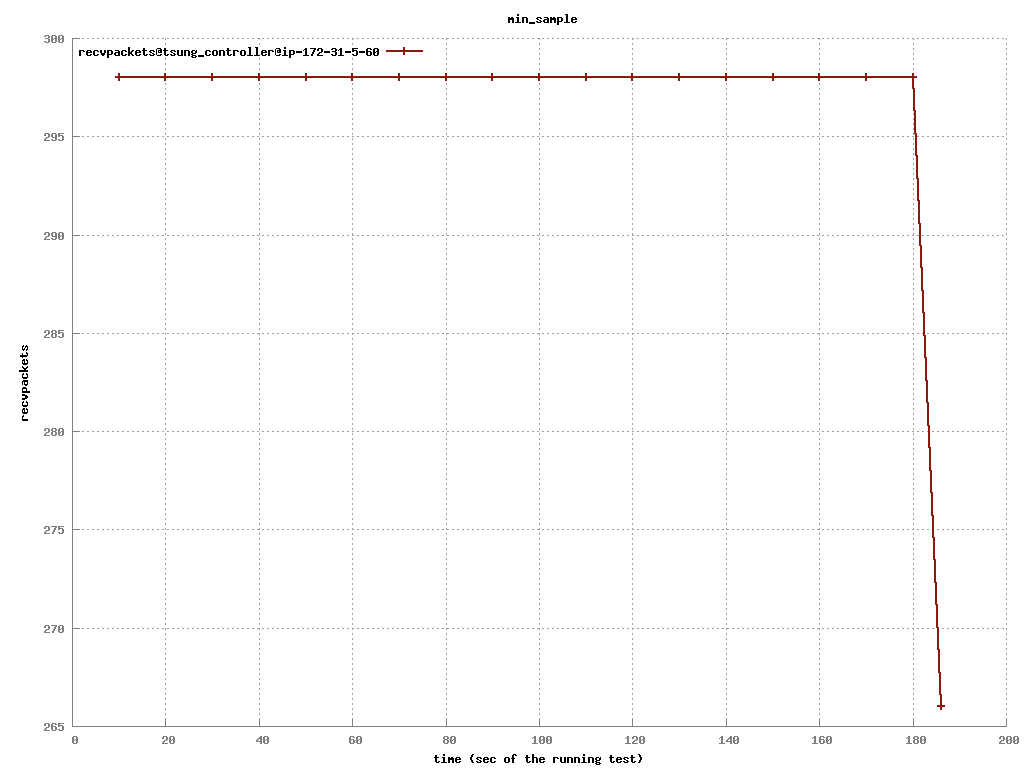 min_sample
recvpackets@tsung_controller@ip-172-31-5-60
300
295
290
285
280
275
270
265
recvpackets
0 20 40 60 80 100 120 140 160 180 200
time (sec of the running test)